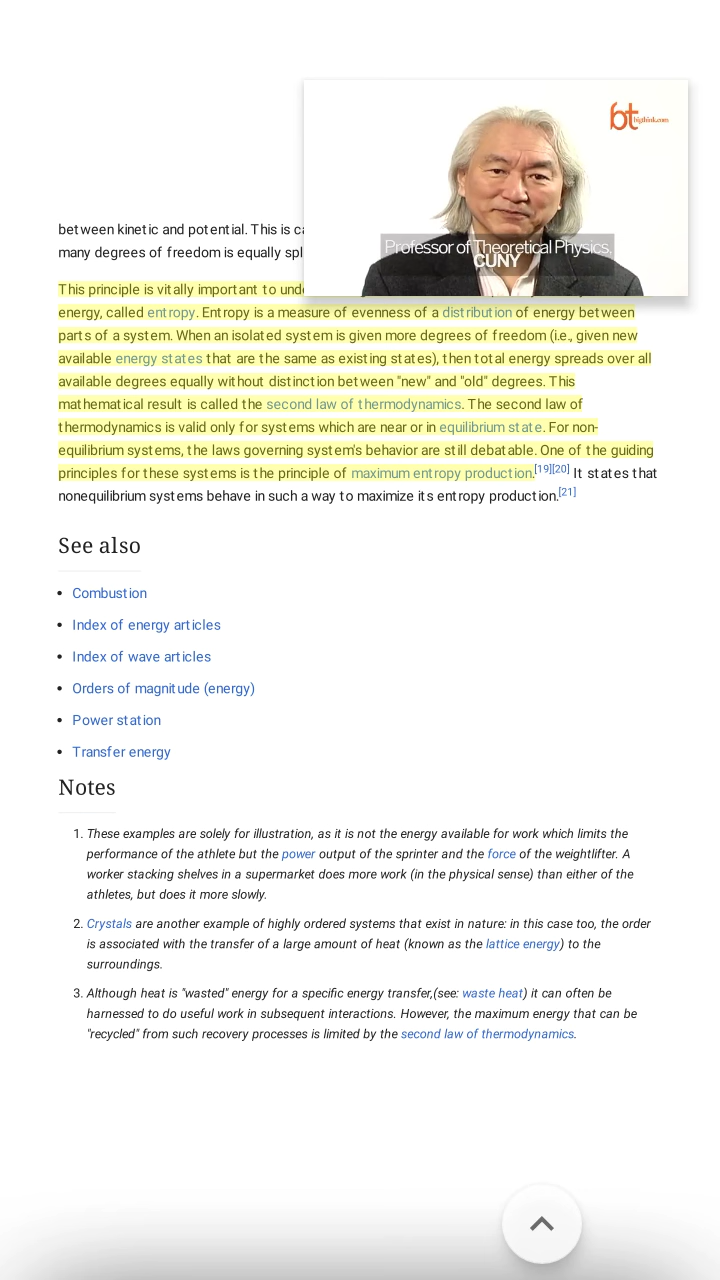 bt
bigthink.com
Professor of Theoretical Physics,
CUNY
between kinetic and potential. This is
many degrees of freedom is equally
This principle is vitally important to
energy, called entropy. Entropy is a measure of evenness of a distribution of energy between
parts of a system. When an isolated system is given more degrees of freedom (i.e., given new
available energy states that are the same as existing states), then total energy spreads over all
available degrees equally without distinction between "new" and "old" degrees. This
mathematical result is called the second law of thermodynamics. The second law of
thermodynamics is valid only for systems which are near or in equilibrium state. For non-
equilibrium systems, the laws governing system's behavior are still debatable. One of the guiding
principles for these systems is the principle of maximum entropy production.[19][20] It states that
nonequilibrium systems behave in such a way to maximize its entropy production.[21]
See also
• Combustion
• Index of energy articles
• Index of wave articles
• Orders of magnitude (energy)
• Power station
• Transfer energy
Notes
1. These examples are solely for illustration, as it is not the energy available for work which limits the
performance of the athlete but the power output of the sprinter and the force of the weightlifter. A
worker stacking shelves in a supermarket does more work (in the physical sense) than either of the
athletes, but does it more slowly.
2. Crystals are another example of highly ordered systems that exist in nature: in this case too, the order
is associated with the transfer of a large amount of heat (known as the lattice energy) to the
surroundings.
3. Although heat is "wasted" energy for a specific energy transfer,(see: waste heat) it can often be
harnessed to do useful work in subsequent interactions. However, the maximum energy that can be
"recycled" from such recovery processes is limited by the second law of thermodynamics.